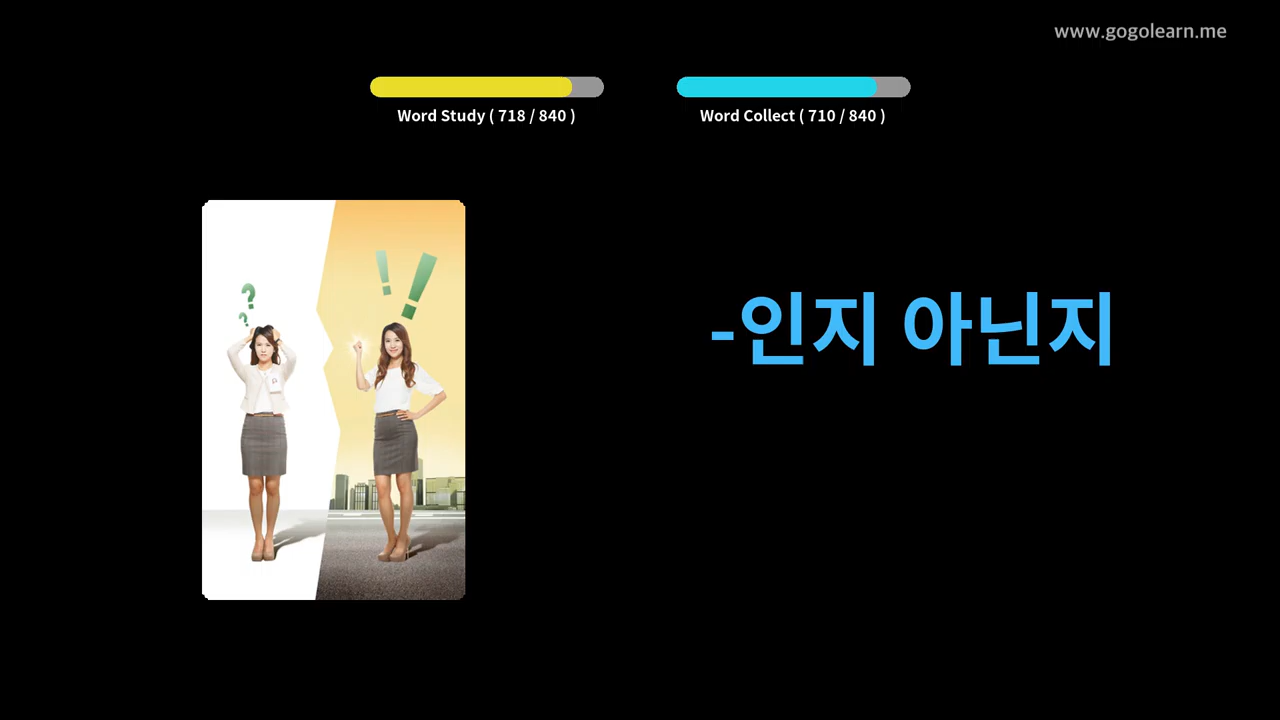 www.gogolearn.me
Word Study ( 718 / 840 )
Word Collect ( 710 / 840 )
? ?
! !
-인지 아닌지